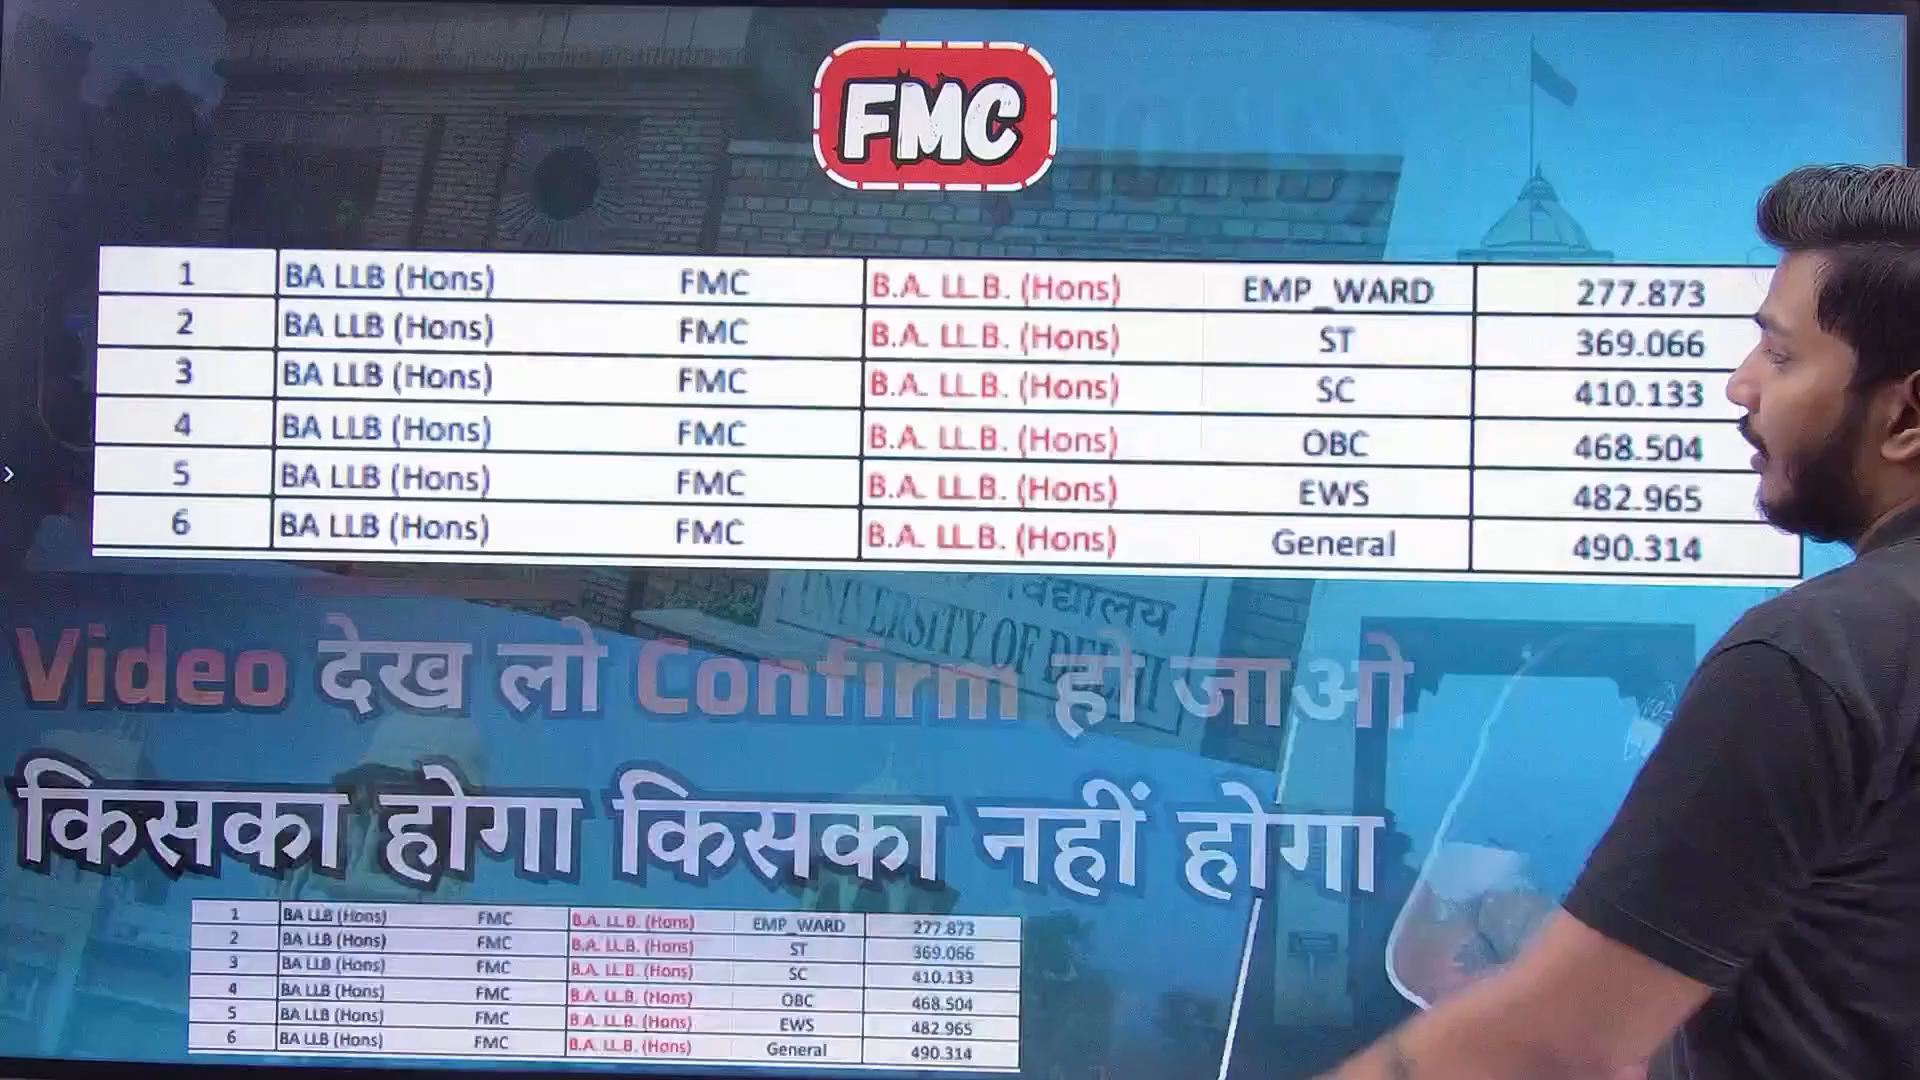 FMC
1 BA LLB (Hons) FMC B.A. LL.B. (Hons) EMP_WARD 277.873
2 BA LLB (Hons) FMC B.A. LL.B. (Hons) ST 369.066
3 BA LLB (Hons) FMC B.A. LL.B. (Hons) SC 410.133
4 BA LLB (Hons) FMC B.A. LL.B. (Hons) OBC 468.504
5 BA LLB (Hons) FMC B.A. LL.B. (Hons) EWS 482.965
6 BA LLB (Hons) FMC B.A. LL.B. (Hons) General 490.314
UNIVERSITY OF DELHI
Video देख लो Confirm हो जाओ
किसका होगा किसका नहीं होगा
1 BA LLB (Hons) FMC B.A. LL.B. (Hons) EMP_WARD 277.873
2 BA LLB (Hons) FMC B.A. LL.B. (Hons) ST 369.066
3 BA LLB (Hons) FMC B.A. LL.B. (Hons) SC 410.133
4 BA LLB (Hons) FMC B.A. LL.B. (Hons) OBC 468.504
5 BA LLB (Hons) FMC B.A. LL.B. (Hons) EWS 482.965
6 BA LLB (Hons) FMC B.A. LL.B. (Hons) General 490.314